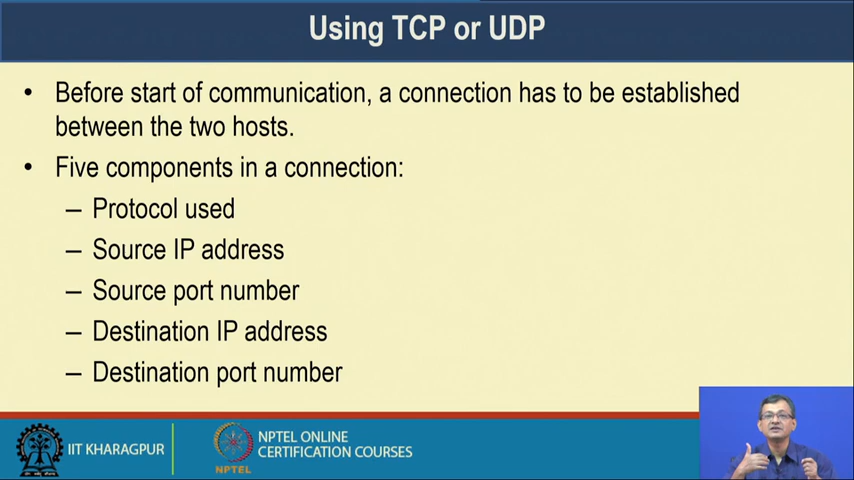 Using TCP or UDP
• Before start of communication, a connection has to be established
between the two hosts.
• Five components in a connection:
– Protocol used
– Source IP address
– Source port number
– Destination IP address
– Destination port number
IIT KHARAGPUR
NPTEL
NPTEL ONLINE
CERTIFICATION COURSES